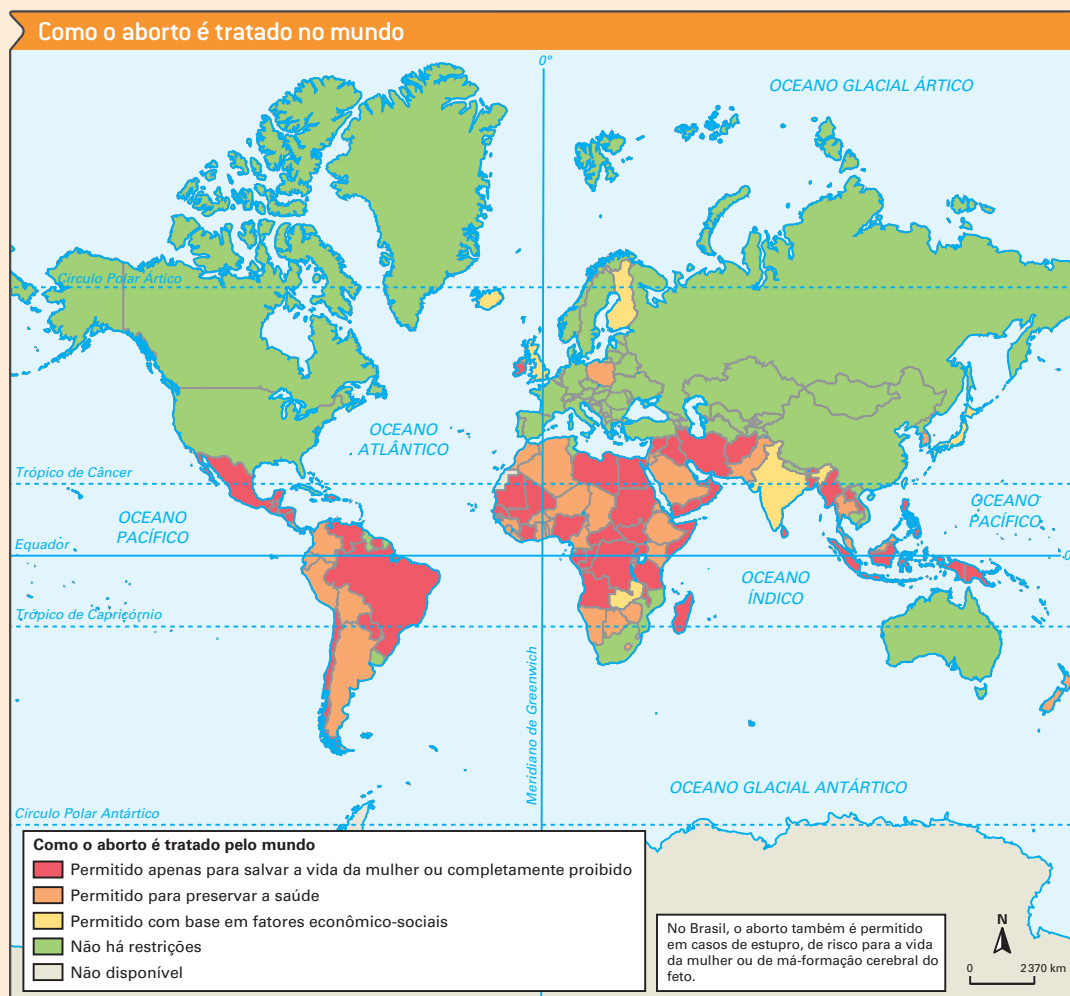 Como o aborto é tratado no mundo
0°
OCEANO GLACIAL ÁRTICO
Círculo Polar Ártico
OCEANO
ATLÂNTICO
Trópico de Câncer
OCEANO
PACÍFICO
OCEANO
PACÍFICO
Equador
0°
OCEANO
ÍNDICO
Trópico de Capricórnio
Meridiano de Greenwich
OCEANO GLACIAL ANTÁRTICO
Círculo Polar Antártico
Como o aborto é tratado pelo mundo
Permitido apenas para salvar a vida da mulher ou completamente proibido
Permitido para preservar a saúde
Permitido com base em fatores econômico-sociais
Não há restrições
Não disponível
No Brasil, o aborto também é permitido
em casos de estupro, de risco para a vida
da mulher ou de má-formação cerebral do
feto.
N
0 2 370 km